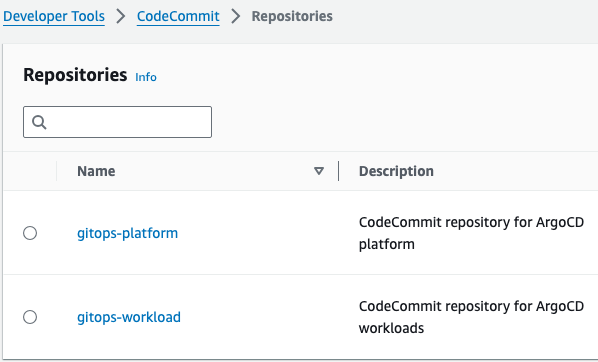 Developer Tools > CodeCommit > Repositories
Repositories Info
Name Description
gitops-platform CodeCommit repository for ArgoCD
platform
gitops-workload CodeCommit repository for ArgoCD
workloads